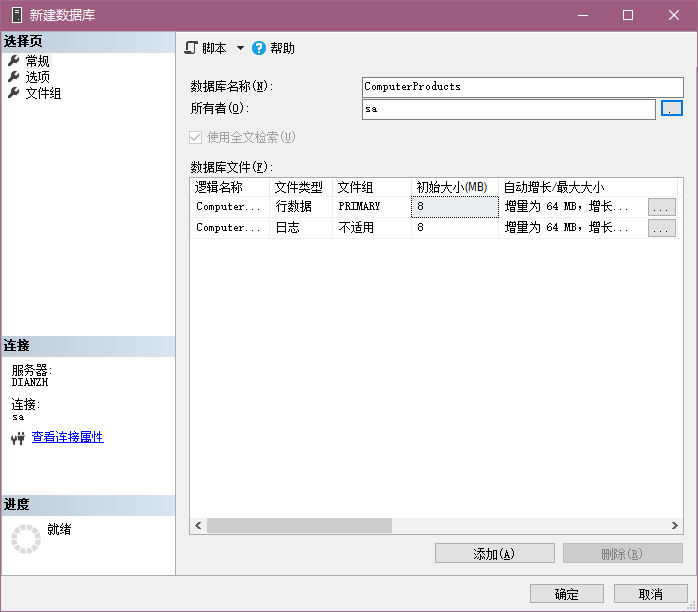 新建数据库
选择页
常规
选项
文件组
脚本 帮助
数据库名称(N): ComputerProducts
所有者(O): sa ...
使用全文检索(U)
数据库文件(F):
逻辑名称 文件类型 文件组 初始大小(MB) 自动增长/最大大小
Computer... 行数据 PRIMARY 8 增量为 64 MB，增长... ...
Computer... 日志 不适用 8 增量为 64 MB，增长... ...
连接
服务器:
DIANZH
连接:
sa
查看连接属性
进度
就绪
添加(A) 删除(R)
确定 取消